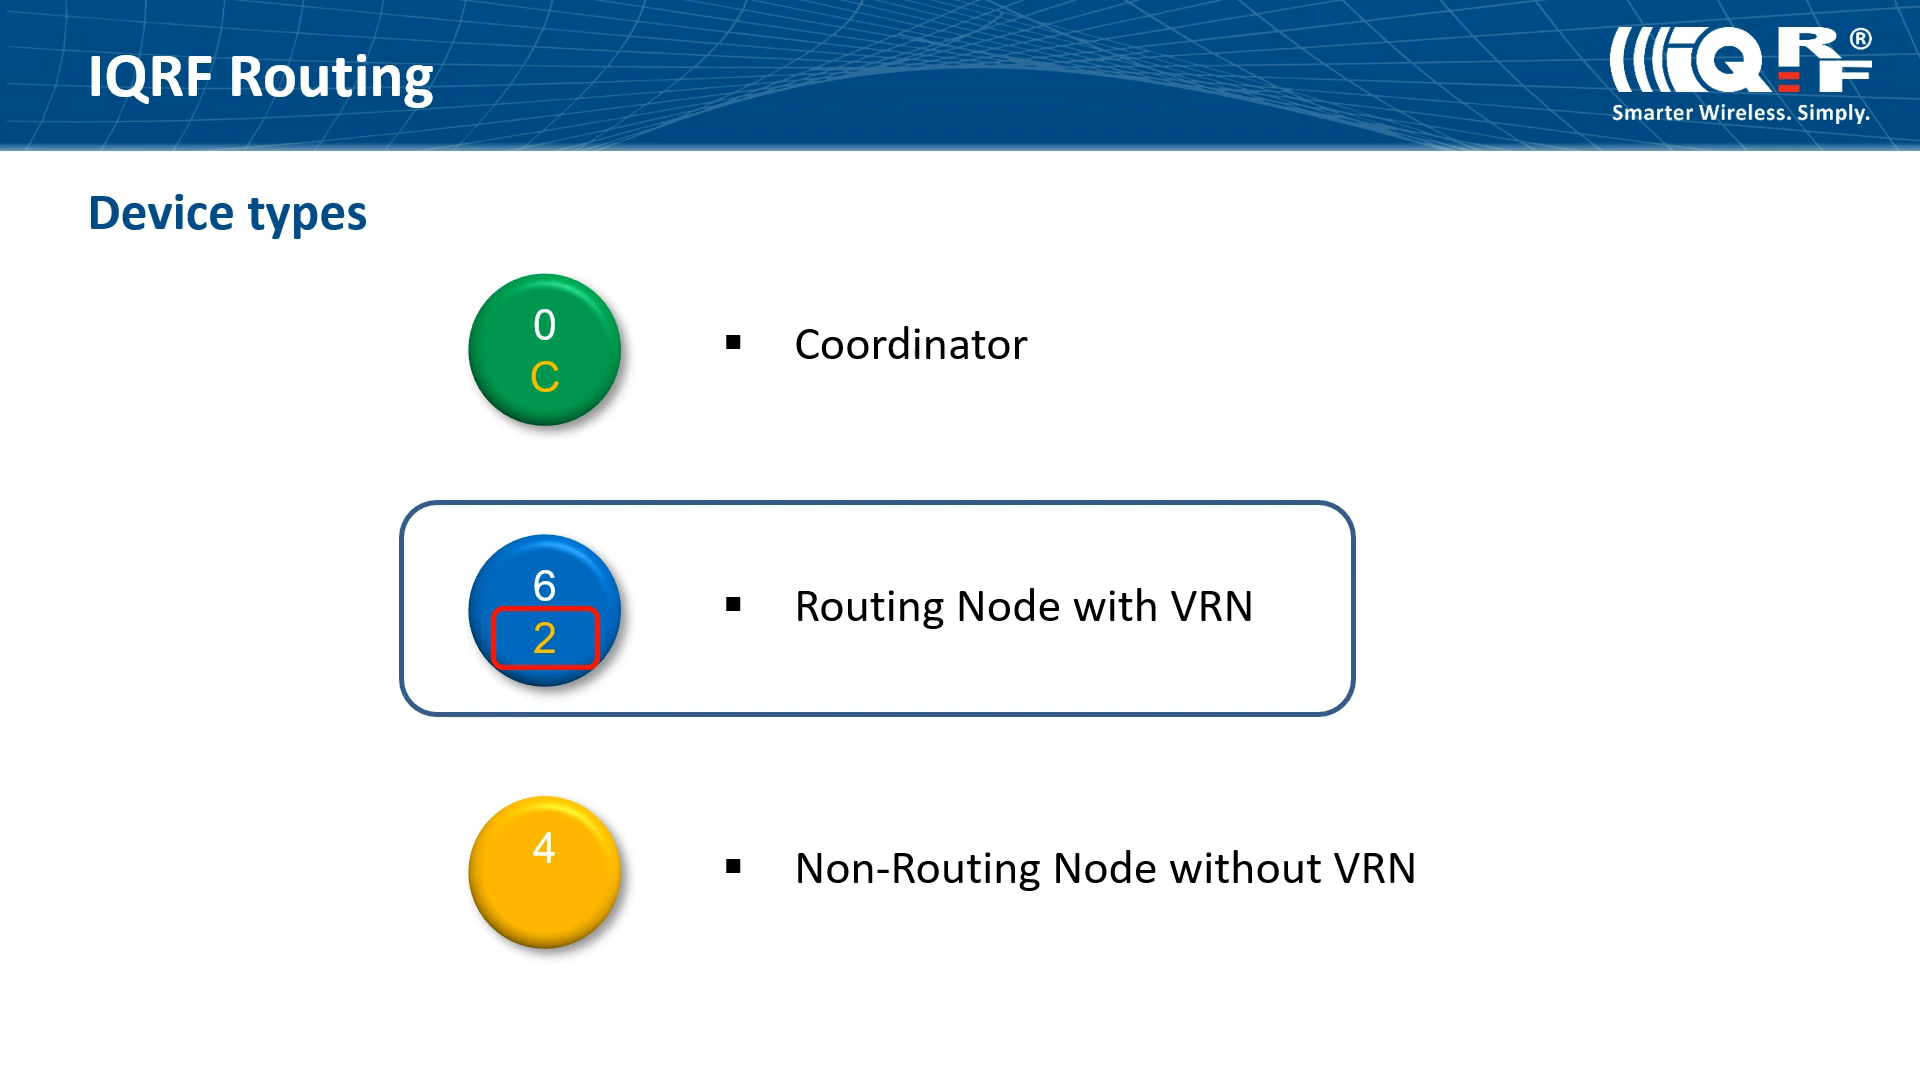 IQRF Routing
IQRF®
Smarter Wireless. Simply.
Device types
0
C
▪ Coordinator
6
2
▪ Routing Node with VRN
4
▪ Non-Routing Node without VRN